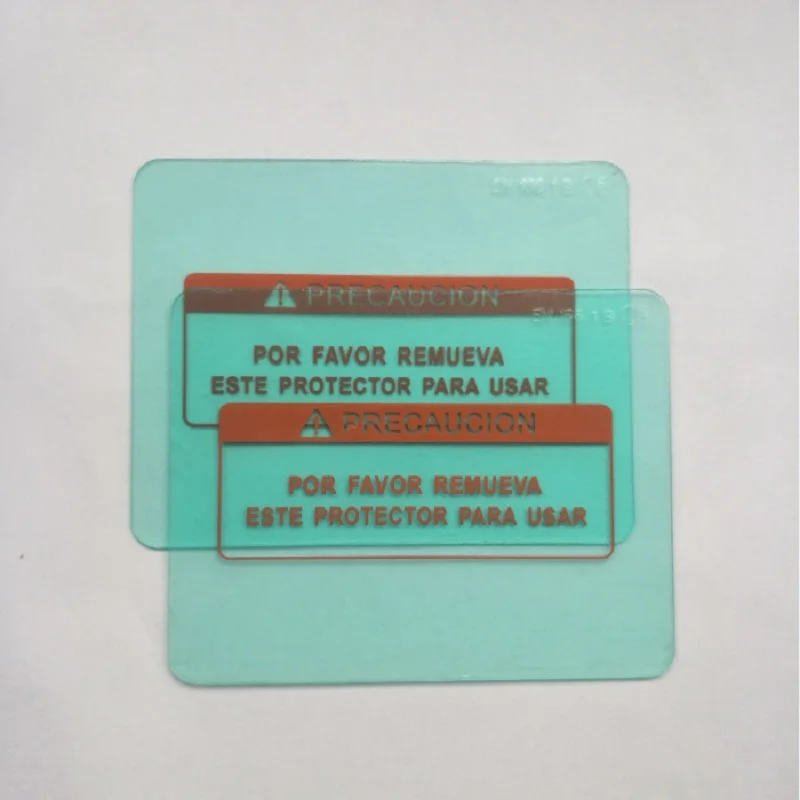 PRECAUCION
POR FAVOR REMUEVA
ESTE PROTECTOR PARA USAR
PRECAUCION
POR FAVOR REMUEVA
ESTE PROTECTOR PARA USAR